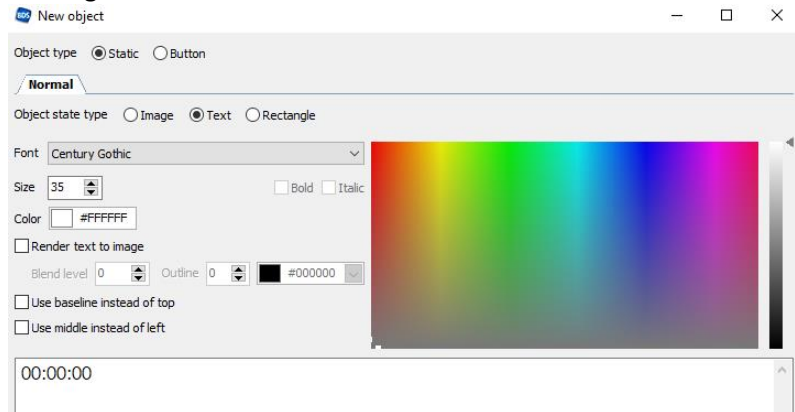 BDS New object
Object type Static Button
Normal
Object state type Image Text Rectangle
Font Century Gothic
Size 35 Bold Italic
Color #FFFFFF
Render text to image
Blend level 0 Outline 0 #000000
Use baseline instead of top
Use middle instead of left
00:00:00